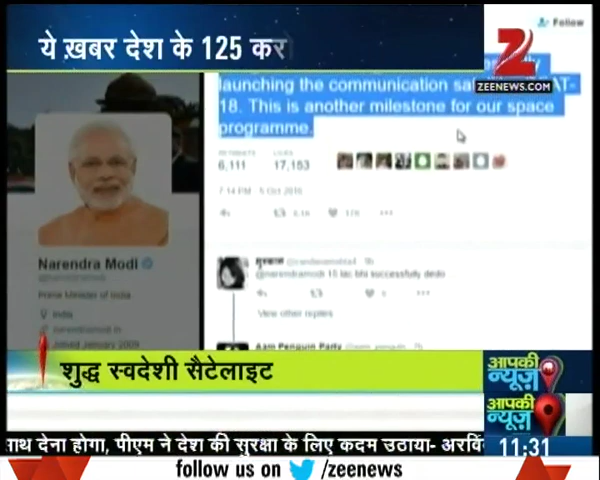 ये ख़बर देश के 125 कर
Follow
launching the communication
18. This is another milestone for our space
programme.
ZEENEWS.COM
RETWEETS LIKES
6,111 17,153
7:14 PM - 5 Oct 2016
Narendra Modi
@narendramodi
Prime Minister of India
India
narendramodi.in
Joined January 2009
@narendramodi 15 lac bhi successfully dedo
View other replies
Aam Penguin Party
शुद्ध स्वदेशी सैटेलाइट
आपकी
न्यूज़
आपकी
न्यूज़
देना होगा, पीएम ने देश की सुरक्षा के लिए कदम उठाया-
11:31
follow us on /zeenews